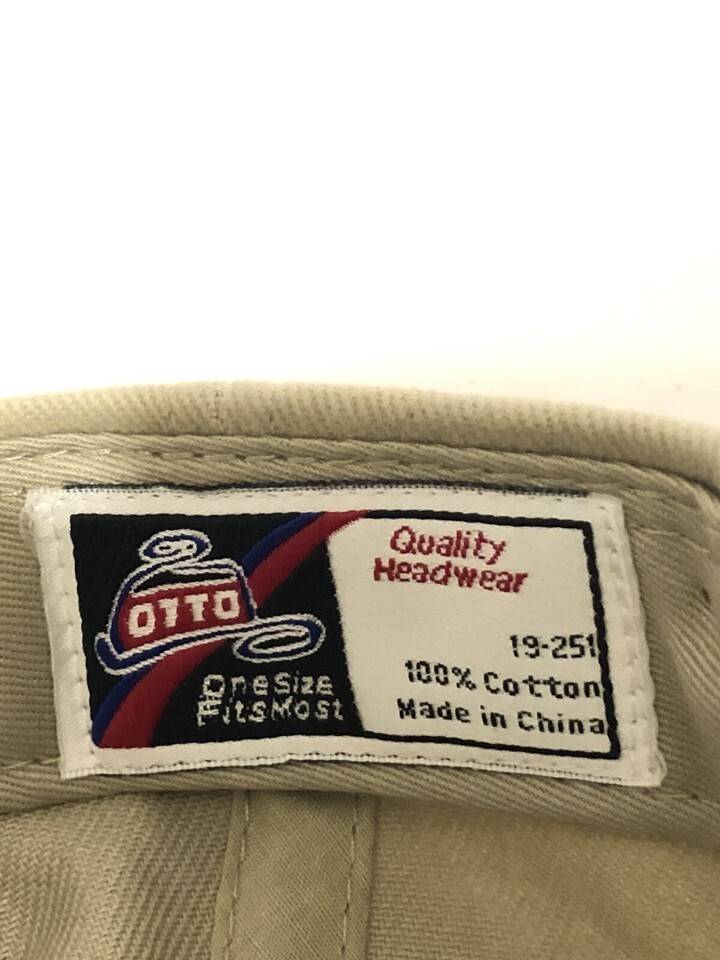 OTTO
One Size
Fits Most
Quality
Headwear
19-251
100% Cotton
Made in China